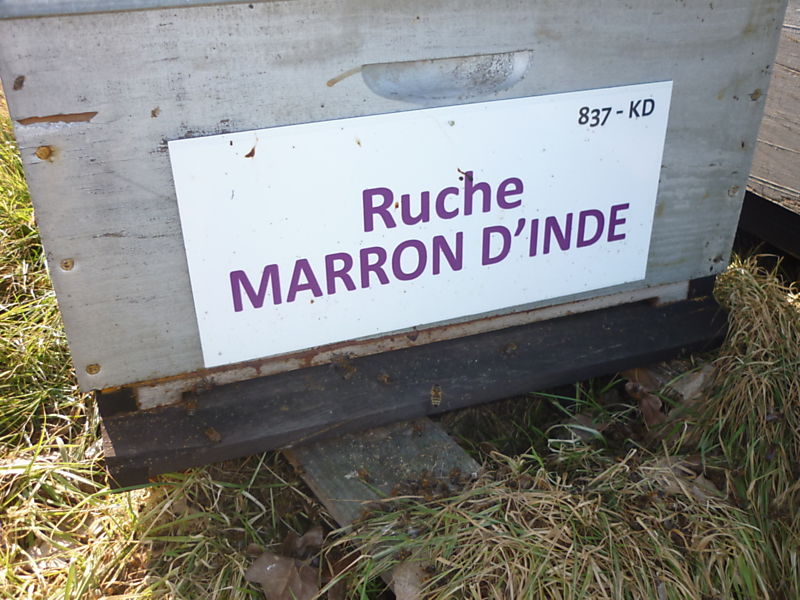 837 - KD
Ruche
MARRON D'INDE